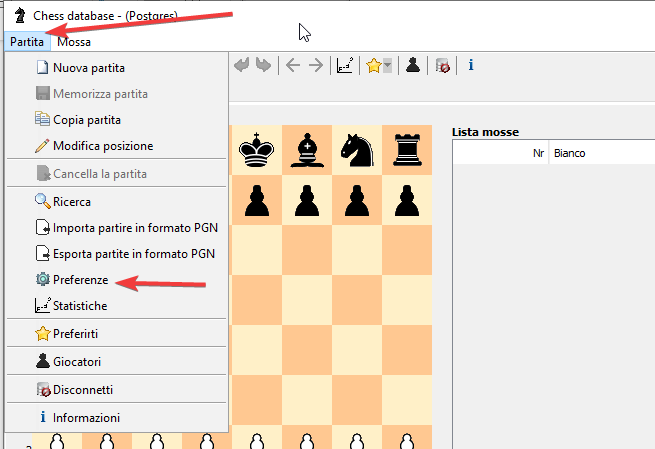 Chess database - (Postgres)
Partita Mossa
Nuova partita
Memorizza partita
Copia partita
Modifica posizione
Cancella la partita
Ricerca
Importa partire in formato PGN
Esporta partite in formato PGN
Preferenze
Statistiche
Preferirti
Giocatori
Disconnetti
Informazioni
Lista mosse
Nr Bianco